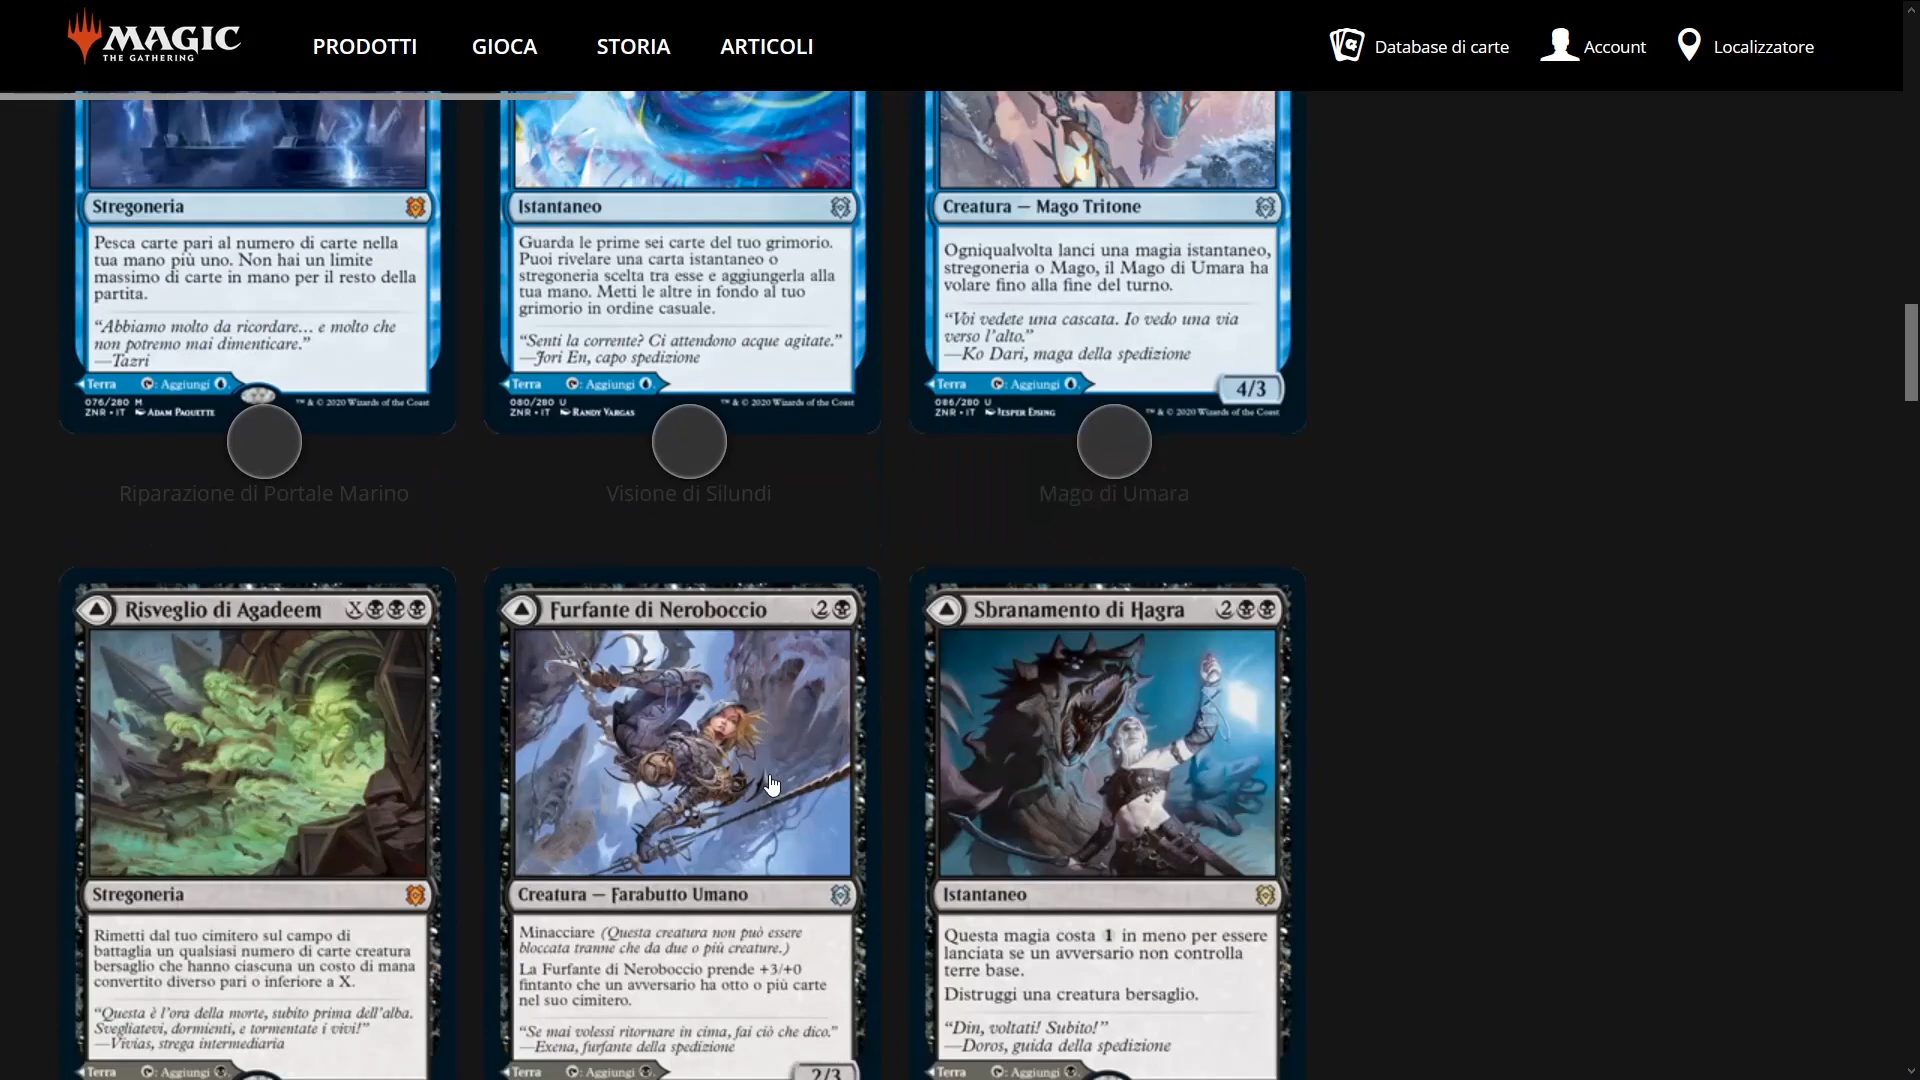 MAGIC
THE GATHERING
PRODOTTI
GIOCA
STORIA
ARTICOLI
Database di carte
Account
Localizzatore
Stregoneria
Pesca carte pari al numero di carte nella
tua mano più uno. Non hai un limite
massimo di carte in mano per il resto della
partita.
“Abbiamo molto da ricordare... e molto che
non potremo mai dimenticare.”
—Tazri
Terra : Aggiungi .
076/280 M
ZNR • IT ADAM PAQUETTE
™ & © 2020 Wizards of the Coast
Riparazione di Portale Marino
Istantaneo
Guarda le prime sei carte del tuo grimorio.
Puoi rivelare una carta istantaneo o
stregoneria scelta tra esse e aggiungerla alla
tua mano. Metti le altre in fondo al tuo
grimorio in ordine casuale.
“Senti la corrente? Ci attendono acque agitate.”
—Jori En, capo spedizione
Terra : Aggiungi .
080/280 U
ZNR • IT RANDY VARGAS
™ & © 2020 Wizards of the Coast
Visione di Silundi
Creatura — Mago Tritone
Ogniqualvolta lanci una magia istantaneo,
stregoneria o Mago, il Mago di Umara ha
volare fino alla fine del turno.
“Voi vedete una cascata. Io vedo una via
verso l’alto.”
—Ko Dari, maga della spedizione
Terra : Aggiungi .
4/3
086/280 U
ZNR • IT JESPER EJSING
™ & © 2020 Wizards of the Coast
Mago di Umara
Risveglio di Agadeem X
Stregoneria
Rimetti dal tuo cimitero sul campo di
battaglia un qualsiasi numero di carte creatura
bersaglio che hanno ciascuna un costo di mana
convertito diverso pari o inferiore a X.
“Questa è l’ora della morte, subito prima dell’alba.
Svegliatevi, dormienti, e tormentate i vivi!”
—Vivias, strega intermediaria
Terra : Aggiungi .
Furfante di Neroboccio 2
Creatura — Farabutto Umano
Minacciare (Questa creatura non può essere
bloccata tranne che da due o più creature.)
La Furfante di Neroboccio prende +3/+0
fintanto che un avversario ha otto o più carte
nel suo cimitero.
“Se mai volessi ritornare in cima, fai ciò che dico.”
—Exena, furfante della spedizione
Terra : Aggiungi .
2/3
Sbranamento di Hagra 2
Istantaneo
Questa magia costa 1 in meno per essere
lanciata se un avversario non controlla
terre base.
Distruggi una creatura bersaglio.
“Din, voltati! Subito!”
—Doros, guida della spedizione
Terra : Aggiungi .